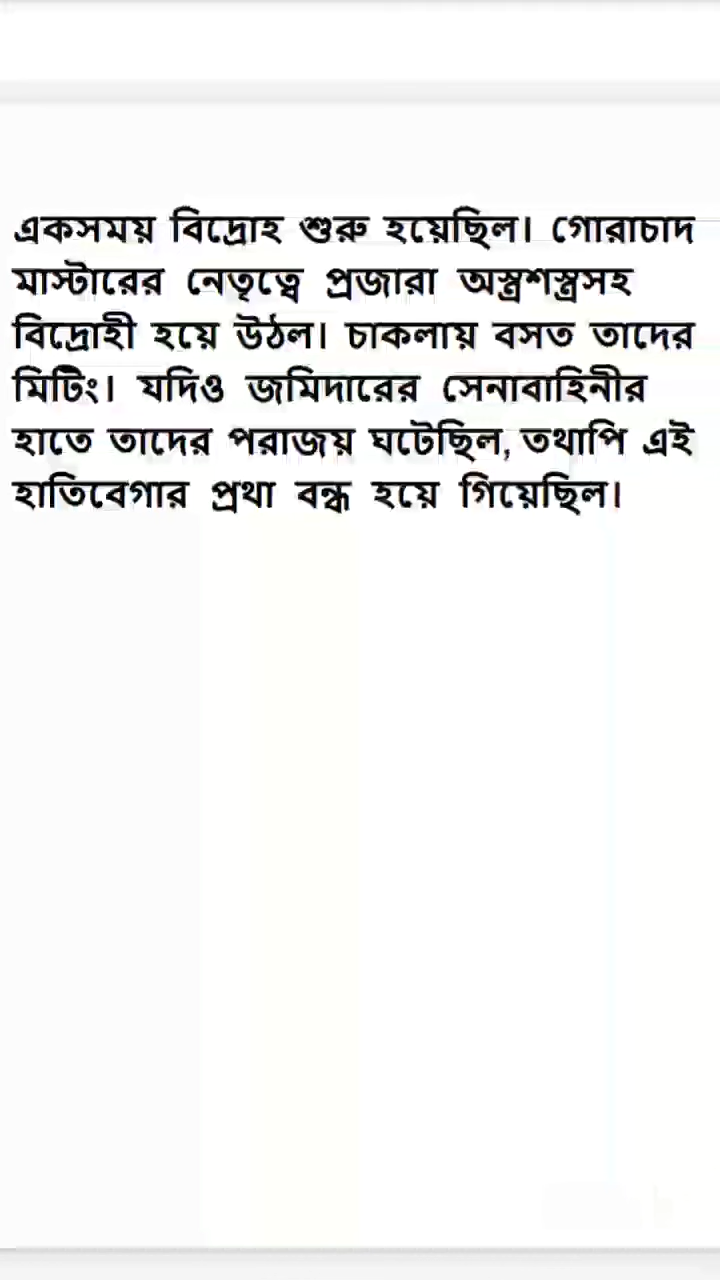 একসময় বিদ্রোহ শুরু হয়েছিল। গোরাচাদ
মাস্টারের নেতৃত্বে প্রজারা অস্ত্রশস্ত্রসহ
বিদ্রোহী হয়ে উঠল। চাকলায় বসত তাদের
মিটিং। যদিও জমিদারের সেনাবাহিনীর
হাতে তাদের পরাজয় ঘটেছিল, তথাপি এই
হাতিবেগার প্রথা বন্ধ হয়ে গিয়েছিল।